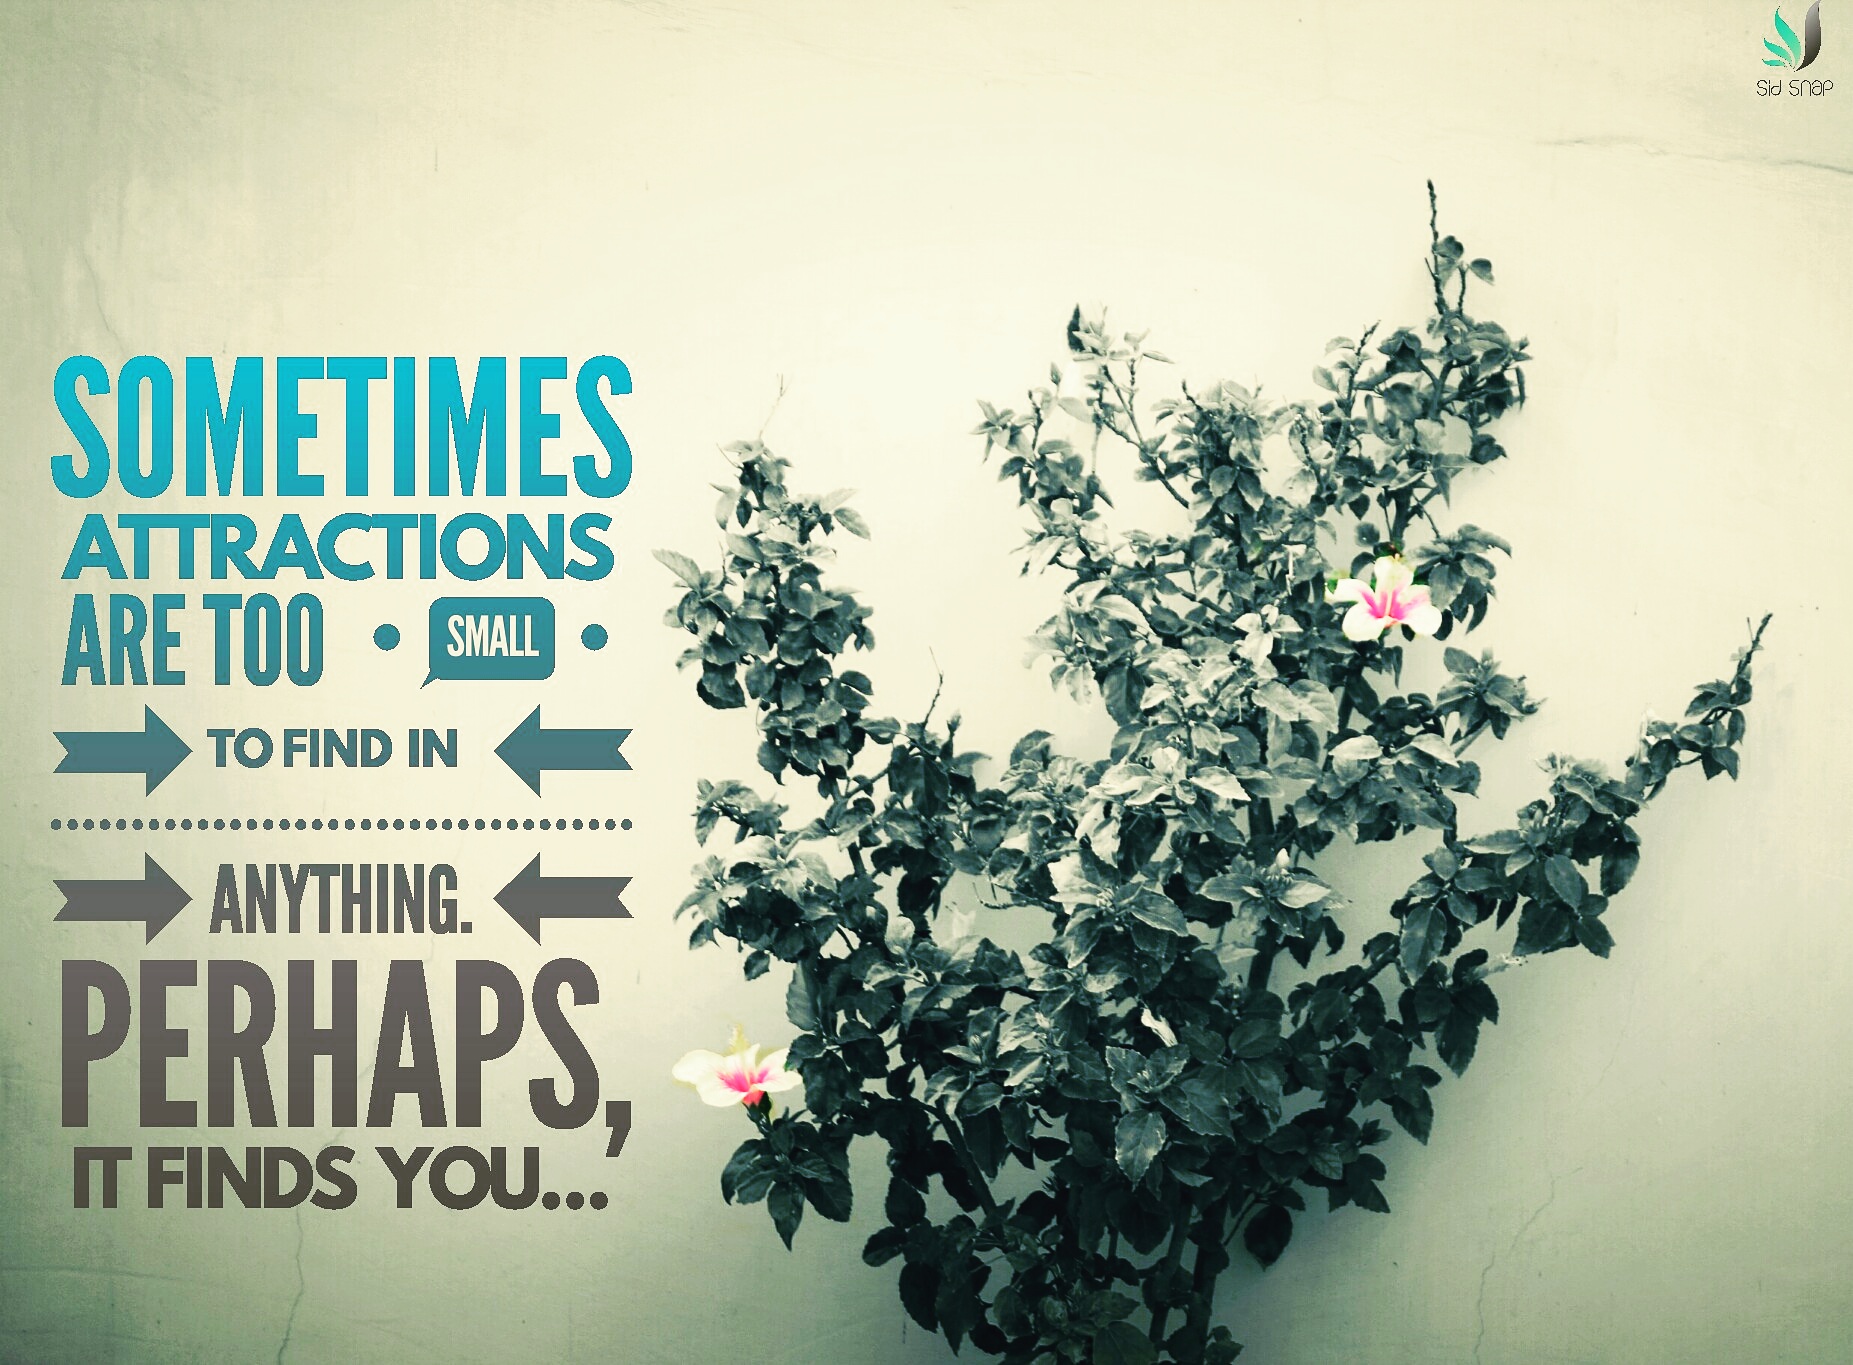 SOMETIMES
ATTRACTIONS
ARE TOO SMALL
TO FIND IN
ANYTHING.
PERHAPS,
IT FINDS YOU...
SID SNAP